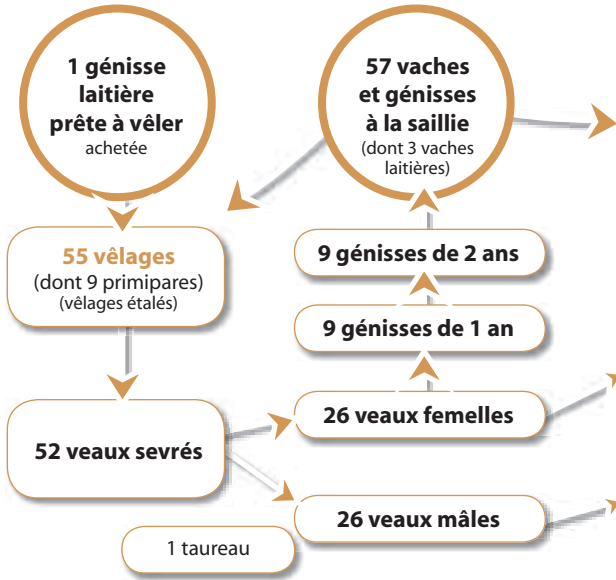 1 génisse
laitière
prête à vêler
achetée
57 vaches
et génisses
à la saillie
(dont 3 vaches
laitières)
55 vêlages
(dont 9 primipares)
(vêlages étalés)
9 génisses de 2 ans
9 génisses de 1 an
52 veaux sevrés
26 veaux femelles
26 veaux mâles
1 taureau